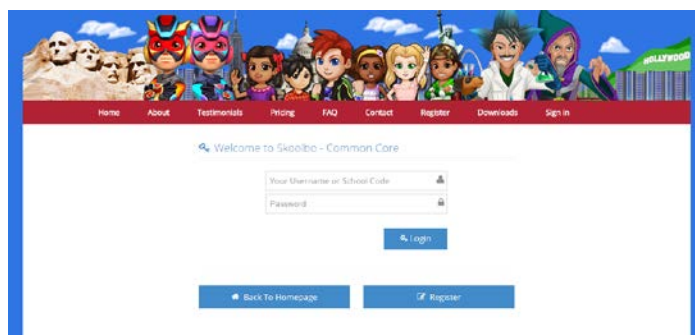 HOLLYWOOD
Home About Testimonials Pricing FAQ Contact Register Downloads Sign in
Welcome to Skoolbo - Common Core
Your Username or School Code
Password
Login
Back To Homepage Register